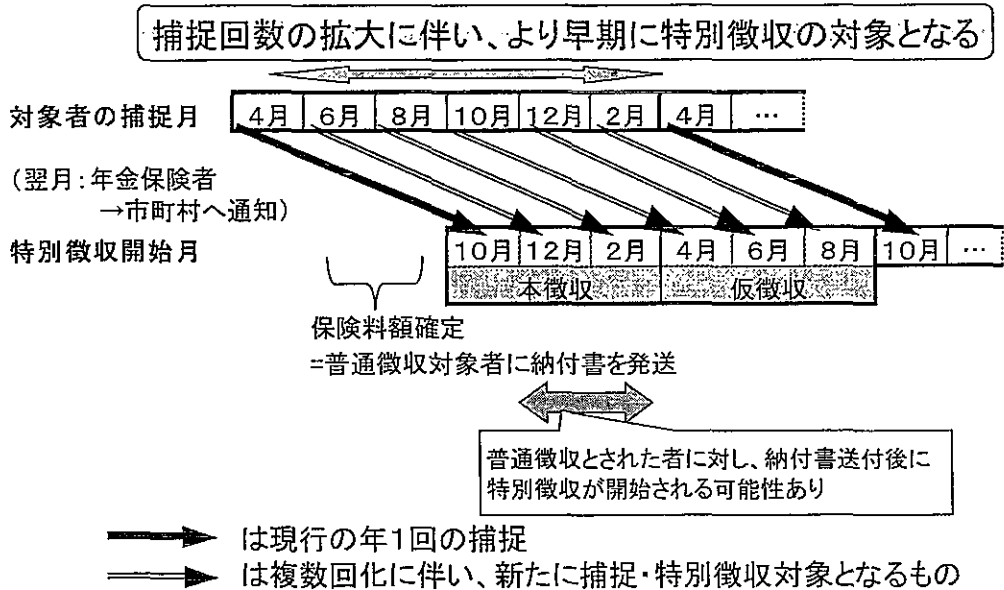 捕捉回数の拡大に伴い、より早期に特別徴収の対象となる
対象者の捕捉月
4月 6月 8月 10月 12月 2月 4月 …
(翌月:年金保険者
→市町村へ通知)
特別徴収開始月
10月 12月 2月 4月 6月 8月 10月 …
本徴収 仮徴収
保険料額確定
=普通徴収対象者に納付書を発送
普通徴収とされた者に対し、納付書送付後に
特別徴収が開始される可能性あり
は現行の年1回の捕捉
は複数回化に伴い、新たに捕捉・特別徴収対象となるもの